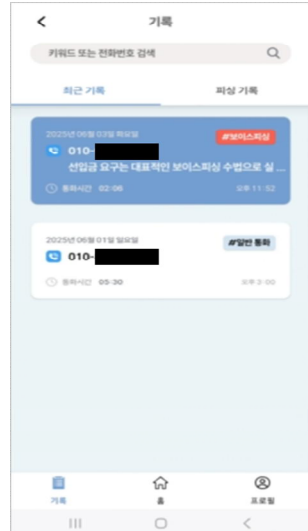 기록
키워드 또는 전화번호 검색
최근 기록
피싱 기록
2025년 06월 03일 화요일
#보이스피싱
010-
선입금 요구는 대표적인 보이스피싱 수법으로 실 ...
통화시간 02:06
오후 11:52
2025년 06월 01일 일요일
#일반 통화
010-
통화시간 05:30
오후 2:00
기록
홈
프로필